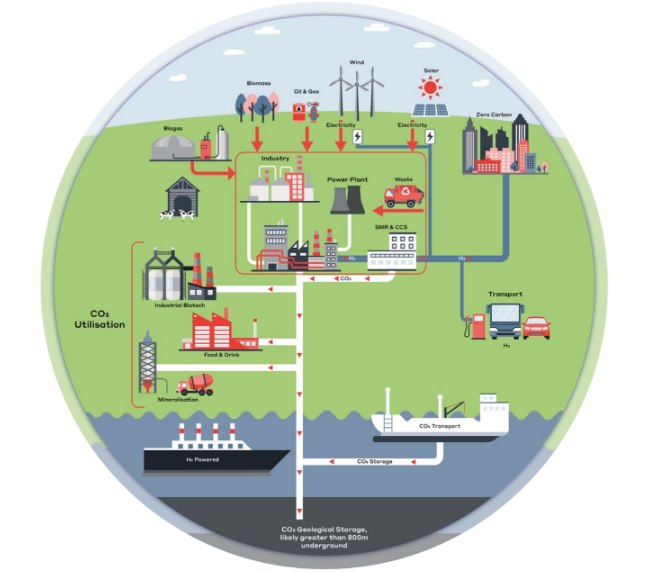 Wind
Solar
Biomass
Oil & Gas
Zero Carbon
Electricity
Electricity
Biogas
Industry
Power Plant
Waste
SMR & CCS
H₂
H₂
CO₂
Transport
H₂
CO₂
Utilisation
Industrial Biotech
Food & Drink
Mineralisation
CO₂ Transport
H₂ Powered
CO₂ Storage
CO₂ Geological Storage,
likely greater than 800m
underground